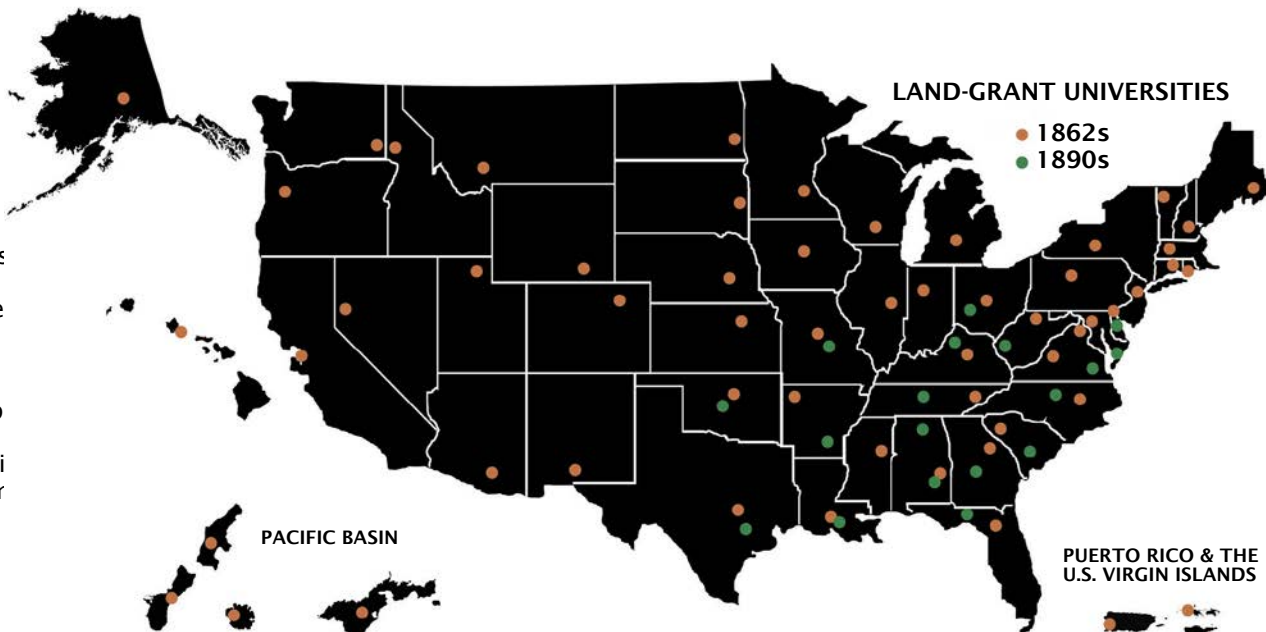 LAND-GRANT UNIVERSITIES
1862s
1890s
PACIFIC BASIN
PUERTO RICO & THE
U.S. VIRGIN ISLANDS